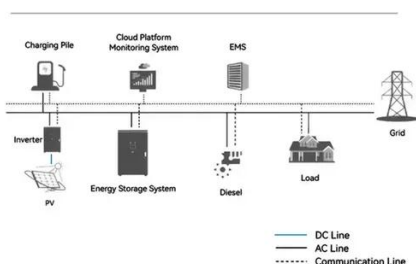 Charging Pile
Cloud Platform
Monitoring System
EMS
Grid
Inverter
PV
Energy Storage System
Diesel
Load
DC Line
AC Line
Communication Line